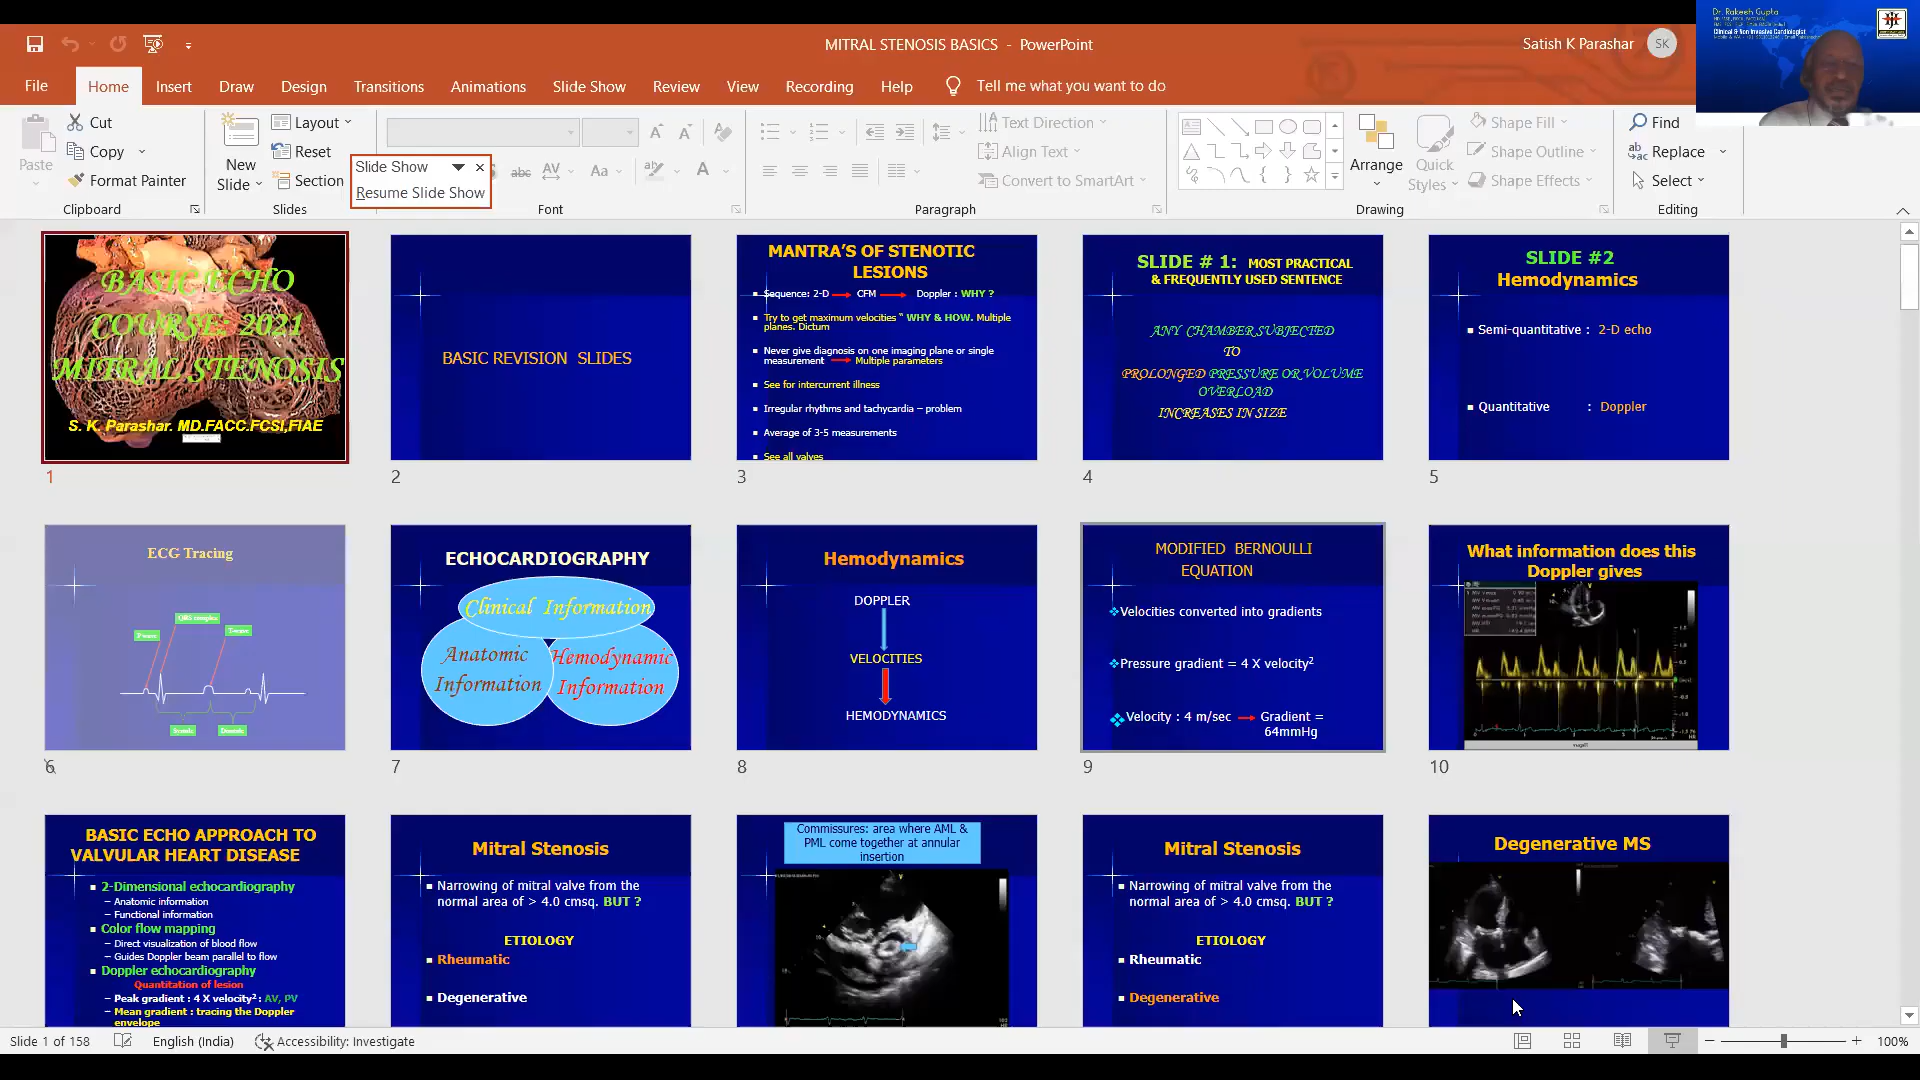 MITRAL STENOSIS BASICS - PowerPoint
Satish K Parashar
SK
Dr. Rakesh Gupta
Clinical & Non Invasive Cardiologist
File Home Insert Draw Design Transitions Animations Slide Show Review View Recording Help Tell me what you want to do
Paste
Cut
Copy
Format Painter
Clipboard
New
Slide
Layout
Reset
Section
Slides
Slide Show
Resume Slide Show
abc
AV
Aa
A
Font
Text Direction
Align Text
Convert to SmartArt
Paragraph
Arrange
Quick
Styles
Shape Fill
Shape Outline
Shape Effects
Drawing
Find
Replace
Select
Editing
BASIC ECHO
COURSE: 2021
MITRAL STENOSIS
S. K. Parashar. MD.FACC.FCSI,FIAE
1
BASIC REVISION SLIDES
2
MANTRA'S OF STENOTIC
LESIONS
Sequence: 2-D CFM Doppler : WHY ?
Try to get maximum velocities " WHY & HOW. Multiple
planes. Dictum
Never give diagnosis on one imaging plane or single
measurement Multiple parameters
See for intercurrent illness
Irregular rhythms and tachycardia – problem
Average of 3-5 measurements
See all valves
3
SLIDE # 1: MOST PRACTICAL
& FREQUENTLY USED SENTENCE
ANY CHAMBER SUBJECTED
TO
PROLONGED PRESSURE OR VOLUME
OVERLOAD
INCREASES IN SIZE
4
SLIDE #2
Hemodynamics
Semi-quantitative : 2-D echo
Quantitative : Doppler
5
ECG Tracing
P wave
QRS complex
T wave
Systole
Diastole
6
ECHOCARDIOGRAPHY
Clinical Information
Anatomic
Information
Hemodynamic
Information
7
Hemodynamics
DOPPLER
VELOCITIES
HEMODYNAMICS
8
MODIFIED BERNOULLI
EQUATION
Velocities converted into gradients
Pressure gradient = 4 X velocity²
Velocity : 4 m/sec Gradient =
64mmHg
9
What information does this
Doppler gives
10
BASIC ECHO APPROACH TO
VALVULAR HEART DISEASE
2-Dimensional echocardiography
– Anatomic information
– Functional information
Color flow mapping
– Direct visualization of blood flow
– Guides Doppler beam parallel to flow
Doppler echocardiography
Quantitation of lesion
– Peak gradient : 4 X velocity² : AV, PV
– Mean gradient : tracing the Doppler
envelope
Mitral Stenosis
Narrowing of mitral valve from the
normal area of > 4.0 cmsq. BUT ?
ETIOLOGY
Rheumatic
Degenerative
Commissures: area where AML &
PML come together at annular
insertion
Mitral Stenosis
Narrowing of mitral valve from the
normal area of > 4.0 cmsq. BUT ?
ETIOLOGY
Rheumatic
Degenerative
Degenerative MS
Slide 1 of 158
English (India)
Accessibility: Investigate
100%